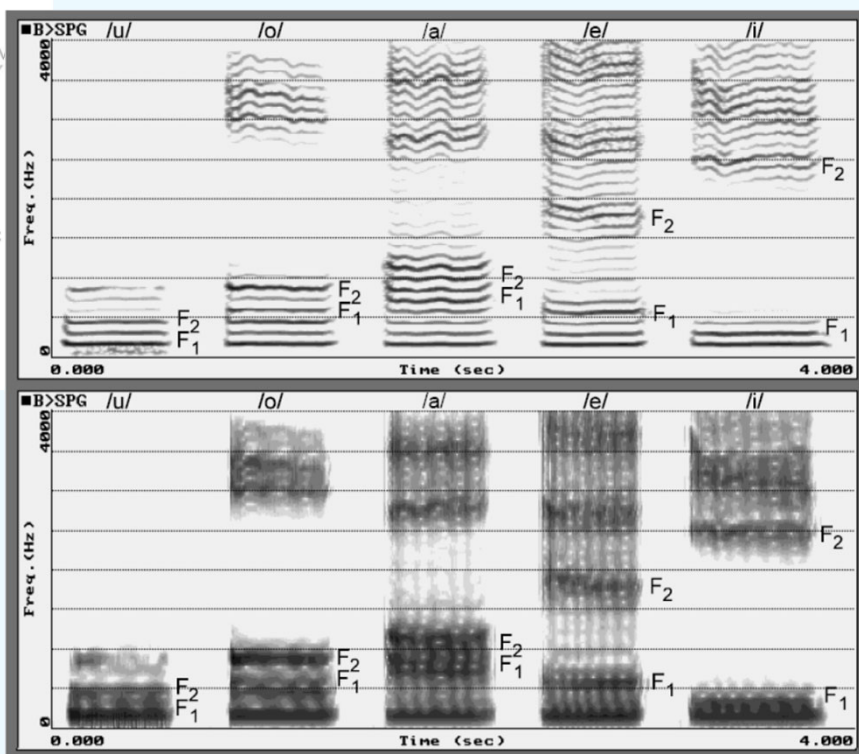 ■B>SPG /u/ /o/ /a/ /e/ /i/
4000
Freq.(Hz)
F2
F2
F2
F2
F2
F1
F1
F1
F1
F1
0
0.000 Time (sec) 4.000
■B>SPG /u/ /o/ /a/ /e/ /i/
4000
Freq.(Hz)
F2
F2
F2
F2
F2
F1
F1
F1
F1
F1
0
0.000 Time (sec) 4.000